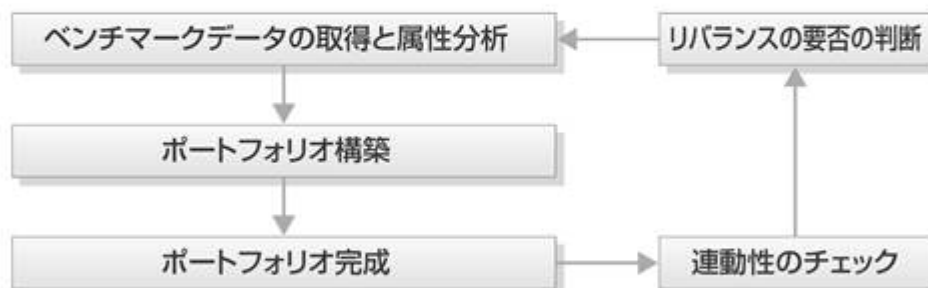 ベンチマークデータの取得と属性分析
リバランスの要否の判断
ポートフォリオ構築
ポートフォリオ完成
連動性のチェック